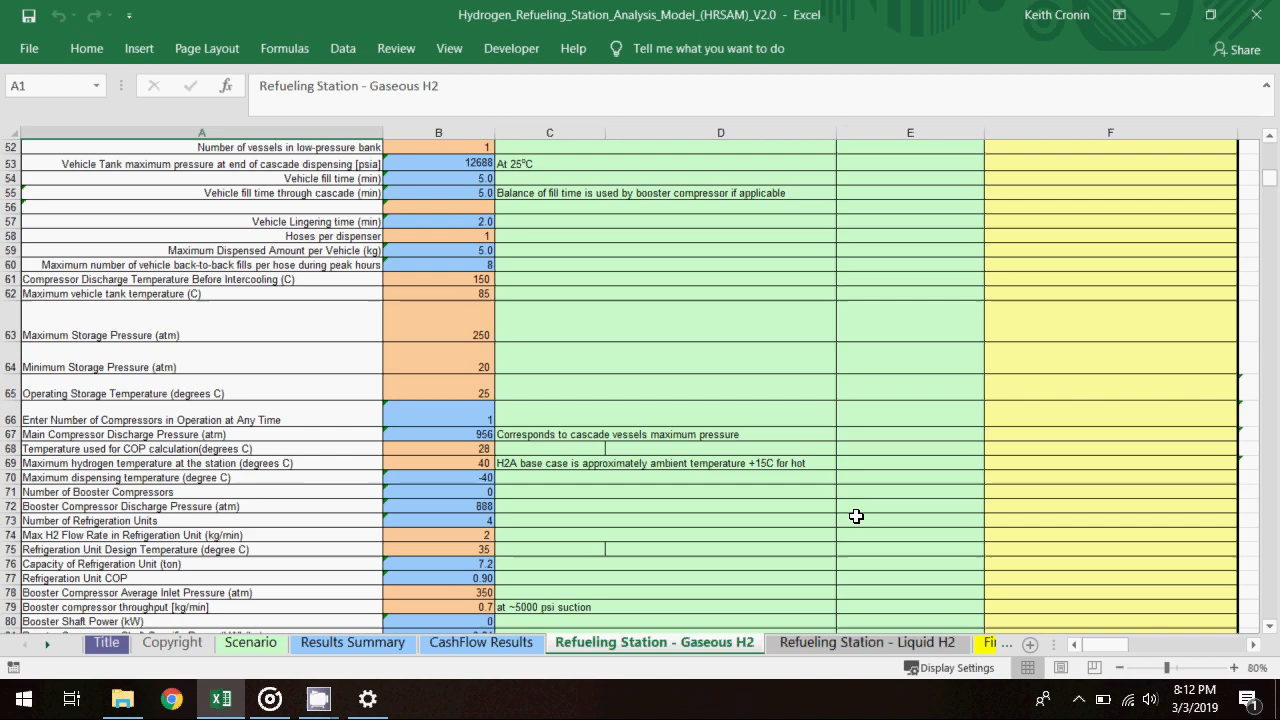 Hydrogen_Refueling_Station_Analysis_Model_(HRSAM)_V2.0 - Excel
Keith Cronin
File Home Insert Page Layout Formulas Data Review View Developer Help Tell me what you want to do Share
A1 fx Refueling Station - Gaseous H2
A B C D E F
52 Number of vessels in low-pressure bank 1
53 Vehicle Tank maximum pressure at end of cascade dispensing [psia] 12688 At 25ºC
54 Vehicle fill time (min) 5.0
55 Vehicle fill time through cascade (min) 5.0 Balance of fill time is used by booster compressor if applicable
56
57 Vehicle Lingering time (min) 2.0
58 Hoses per dispenser 1
59 Maximum Dispensed Amount per Vehicle (kg) 5.0
60 Maximum number of vehicle back-to-back fills per hose during peak hours 8
61 Compressor Discharge Temperature Before Intercooling (C) 150
62 Maximum vehicle tank temperature (C) 85
63 Maximum Storage Pressure (atm) 250
64 Minimum Storage Pressure (atm) 20
65 Operating Storage Temperature (degrees C) 25
66 Enter Number of Compressors in Operation at Any Time 1
67 Main Compressor Discharge Pressure (atm) 956 Corresponds to cascade vessels maximum pressure
68 Temperature used for COP calculation(degrees C) 28
69 Maximum hydrogen temperature at the station (degrees C) 40 H2A base case is approximately ambient temperature +15C for hot
70 Maximum dispensing temperature (degree C) -40
71 Number of Booster Compressors 0
72 Booster Compressor Discharge Pressure (atm) 888
73 Number of Refrigeration Units 4
74 Max H2 Flow Rate in Refrigeration Unit (kg/min) 2
75 Refrigeration Unit Design Temperature (degree C) 35
76 Capacity of Refrigeration Unit (ton) 7.2
77 Refrigeration Unit COP 0.90
78 Booster Compressor Average Inlet Pressure (atm) 350
79 Booster compressor throughput [kg/min] 0.7 at ~5000 psi suction
80 Booster Shaft Power (kW) 0
Title Copyright Scenario Results Summary CashFlow Results Refueling Station - Gaseous H2 Refueling Station - Liquid H2 Fi ...
Display Settings 80%
8:12 PM
3/3/2019
1